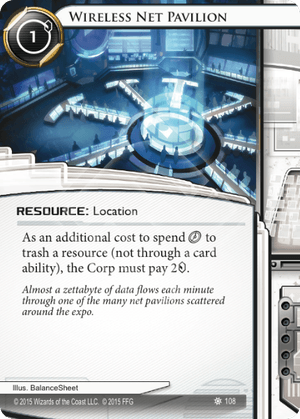 1
WIRELESS NET PAVILION
RESOURCE: Location
As an additional cost to spend to
trash a resource (not through a card
ability), the Corp must pay 2.
Almost a zettabyte of data flows each minute
through one of the many net pavilions scattered
around the expo.
Illus. BalanceSheet
© 2015 Wizards of the Coast LLC. © 2015 FFG
108